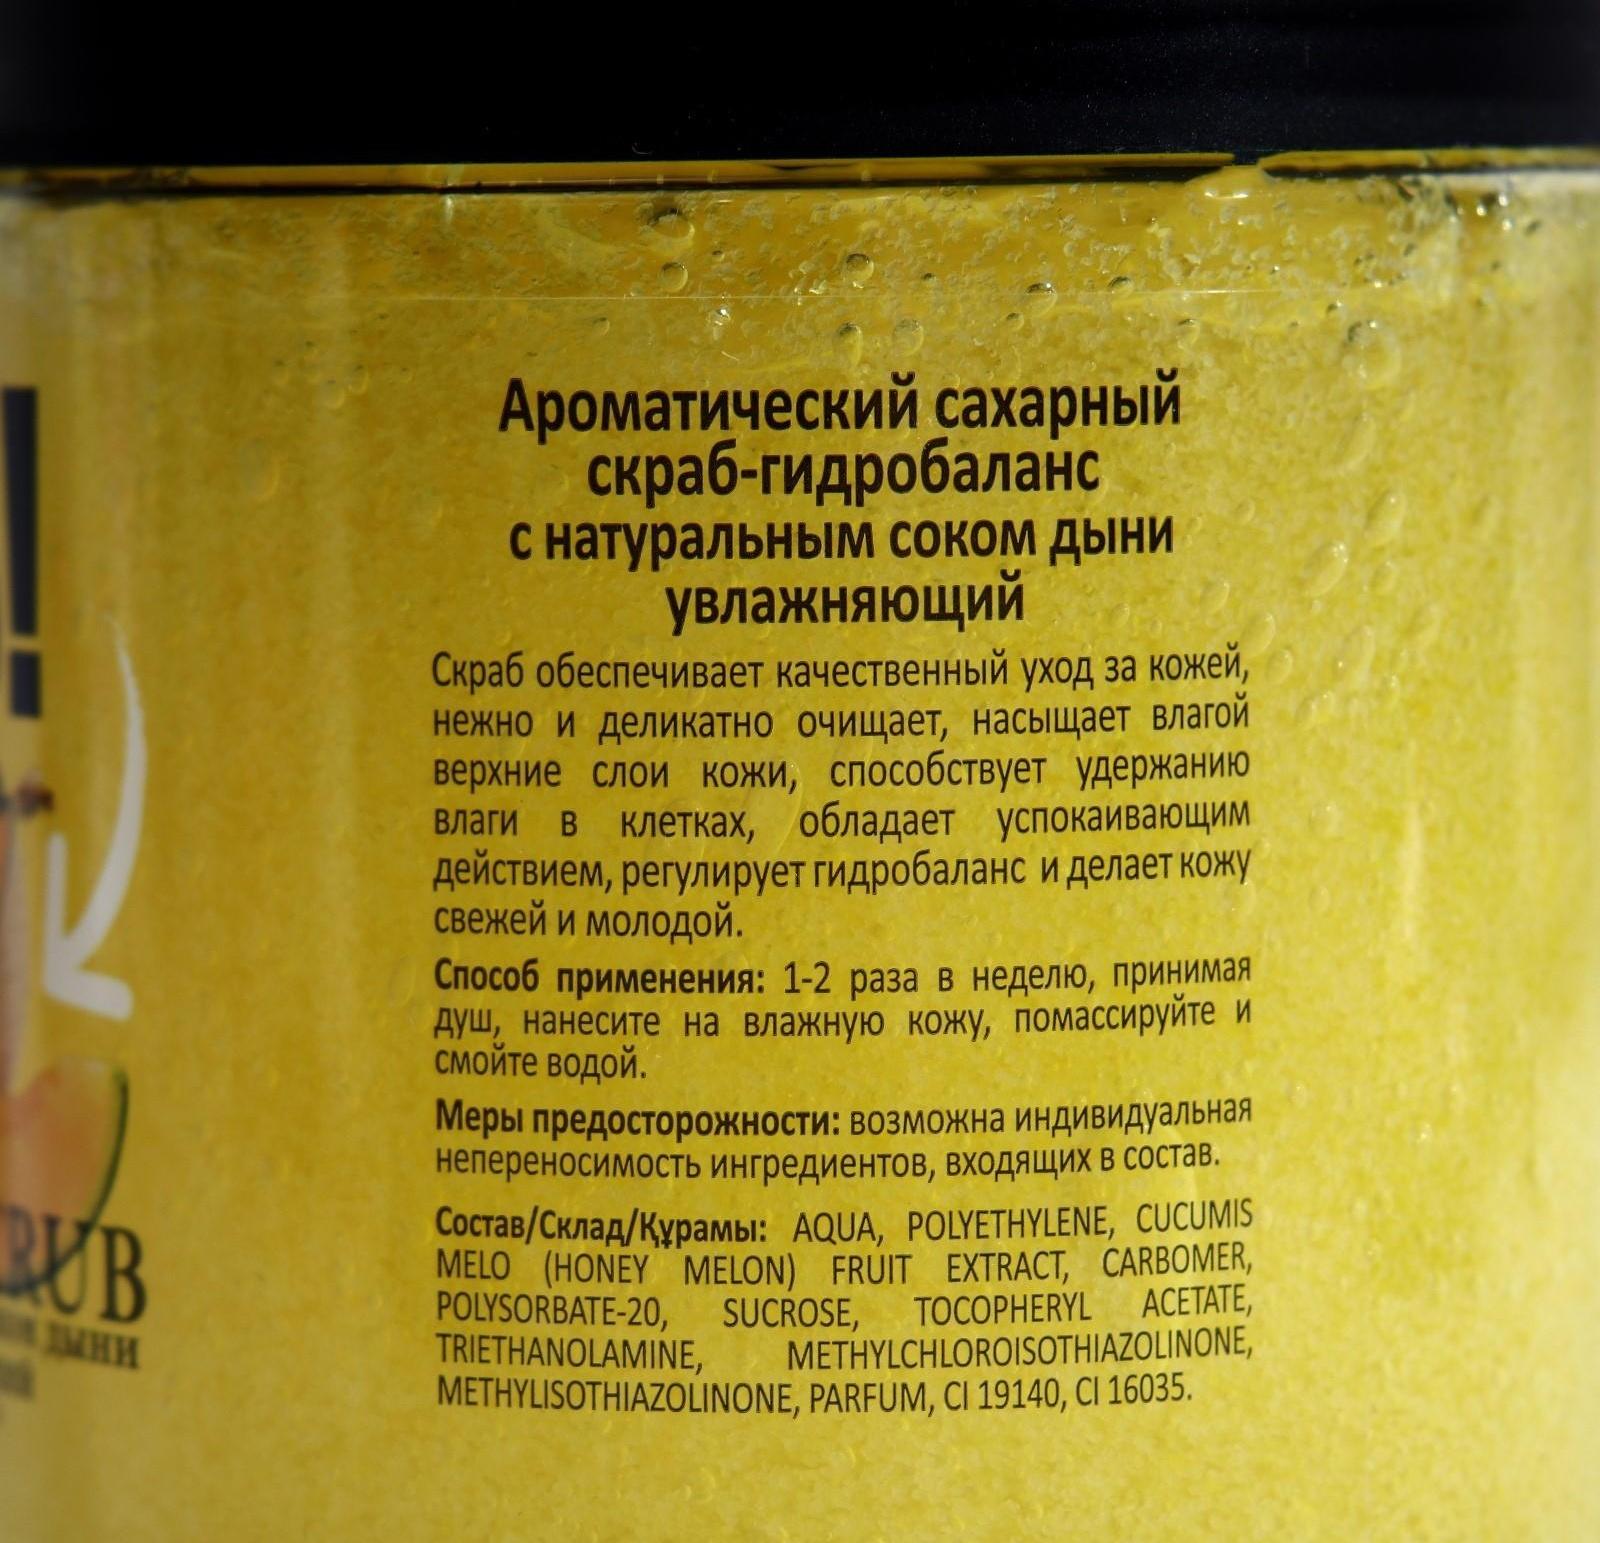 Ароматический сахарный
скраб-гидробаланс
с натуральным соком дыни
увлажняющий
Скраб обеспечивает качественный уход за кожей,
нежно и деликатно очищает, насыщает влагой
верхние слои кожи, способствует удержанию
влаги в клетках, обладает успокаивающим
действием, регулирует гидробаланс и делает кожу
свежей и молодой.
Способ применения: 1-2 раза в неделю, принимая
душ, нанесите на влажную кожу, помассируйте и
смойте водой.
Меры предосторожности: возможна индивидуальная
непереносимость ингредиентов, входящих в состав.
Состав/Склад/Құрамы: AQUA, POLYETHYLENE, CUCUMIS
MELO (HONEY MELON) FRUIT EXTRACT, CARBOMER,
POLYSORBATE-20, SUCROSE, TOCOPHERYL ACETATE,
TRIETHANOLAMINE, METHYLCHLOROISOTHIAZOLINONE,
METHYLISOTHIAZOLINONE, PARFUM, CI 19140, CI 16035.
!
RUB
дыни